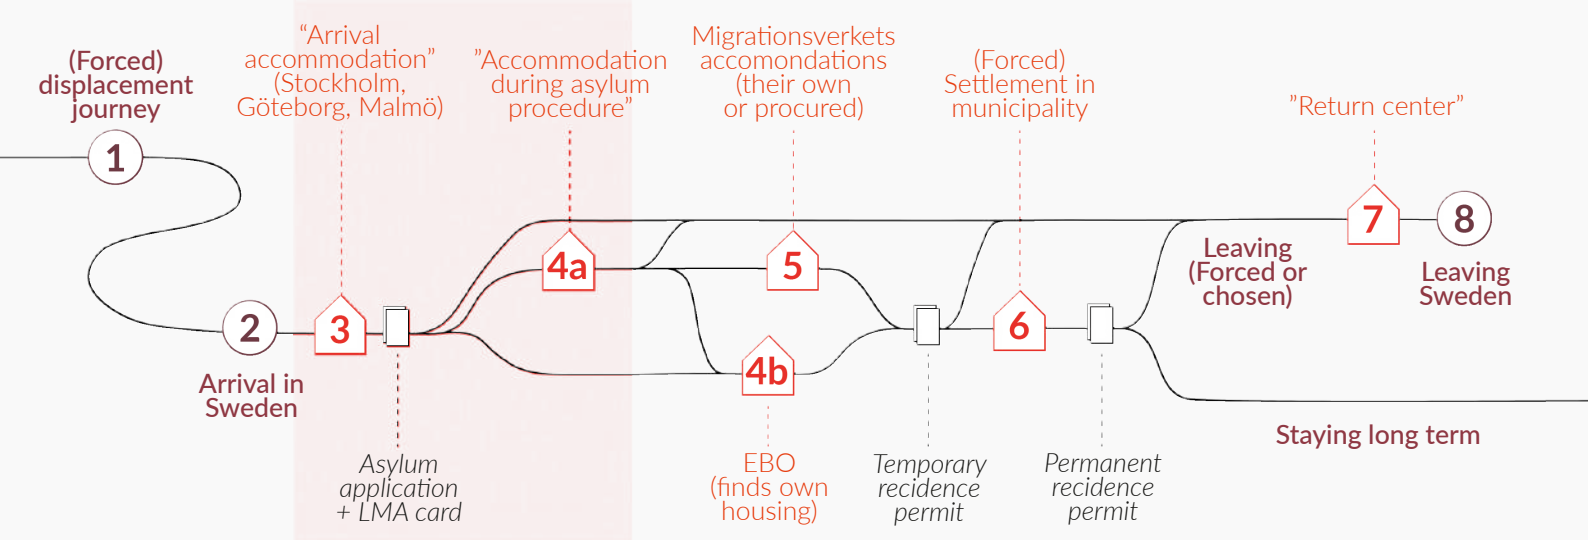 (Forced)
displacement
journey
1
2
Arrival in
Sweden
“Arrival
accommodation”
(Stockholm,
Göteborg, Malmö)
3
Asylum
application
+ LMA card
”Accommodation
during asylum
procedure”
4a
Migrationsverkets
accomondations
(their own
or procured)
5
4b
EBO
(finds own
housing)
Temporary
recidence
permit
(Forced)
Settlement in
municipality
6
Permanent
recidence
permit
Leaving
(Forced or
chosen)
”Return center”
7
8
Leaving
Sweden
Staying long term